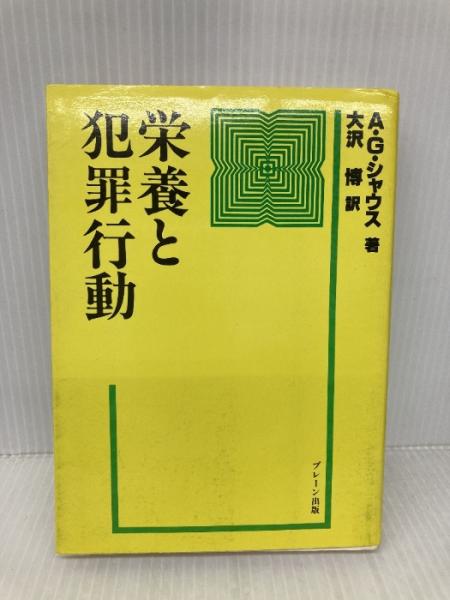 A・G・シャウス 著
大沢 博 訳
栄養と
犯罪行動
ブレーン出版